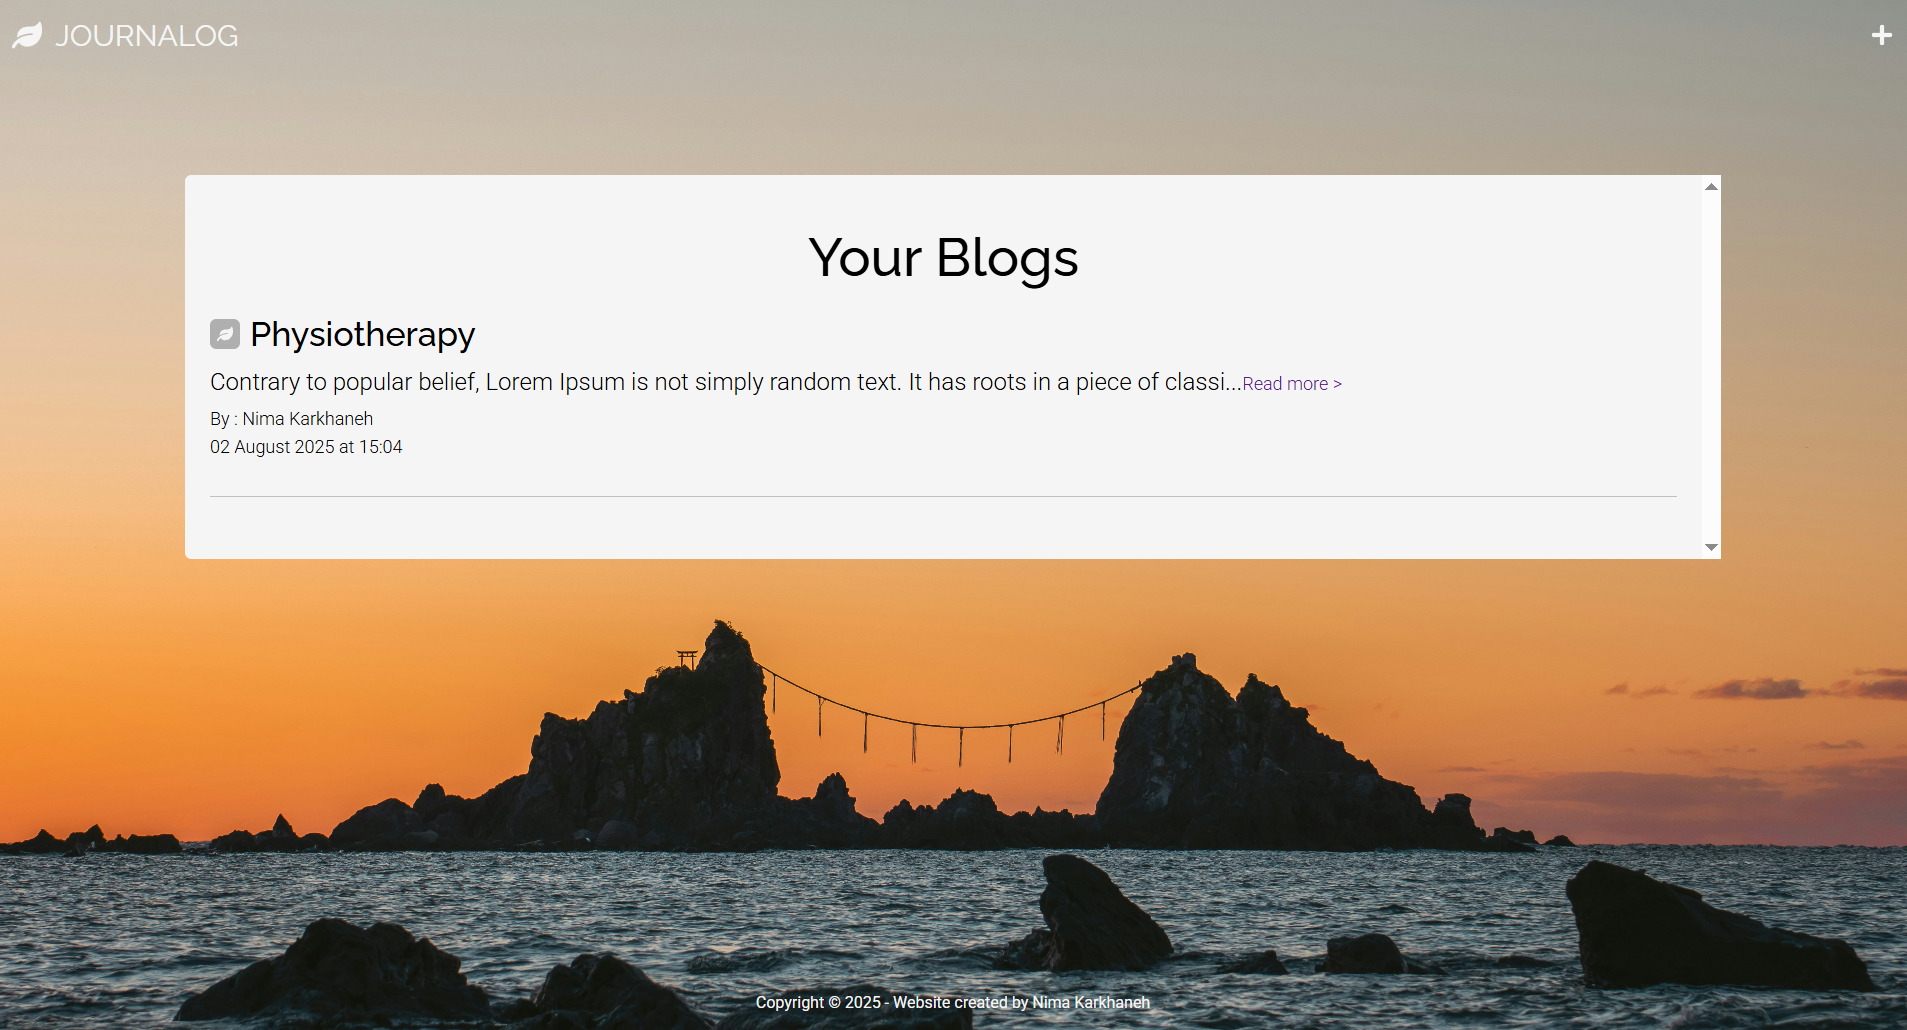 JOURNALOG
Your Blogs
Physiotherapy
Contrary to popular belief, Lorem Ipsum is not simply random text. It has roots in a piece of classi...Read more >
By : Nima Karkhaneh
02 August 2025 at 15:04
Copyright © 2025 - Website created by Nima Karkhaneh